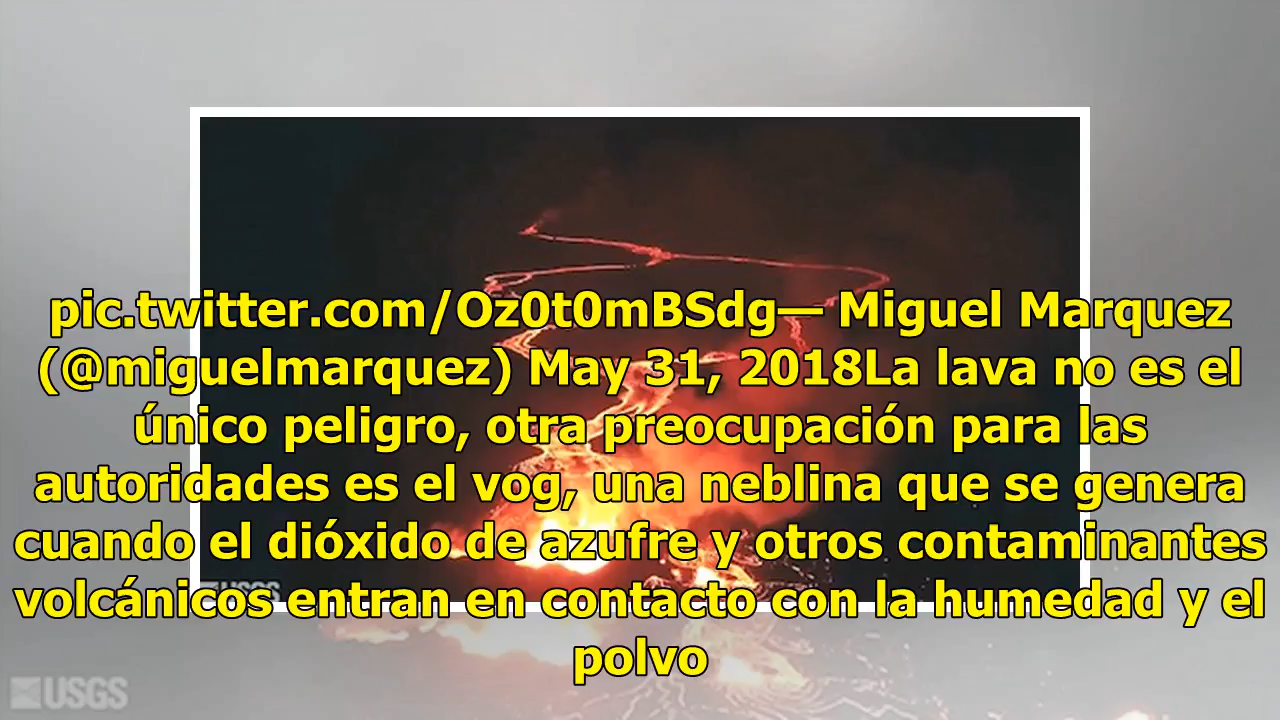 pic.twitter.com/Oz0t0mBSdg— Miguel Marquez
(@miguelmarquez) May 31, 2018La lava no es el
único peligro, otra preocupación para las
autoridades es el vog, una neblina que se genera
cuando el dióxido de azufre y otros contaminantes
volcánicos entran en contacto con la humedad y el
polvo
USGS
USGS